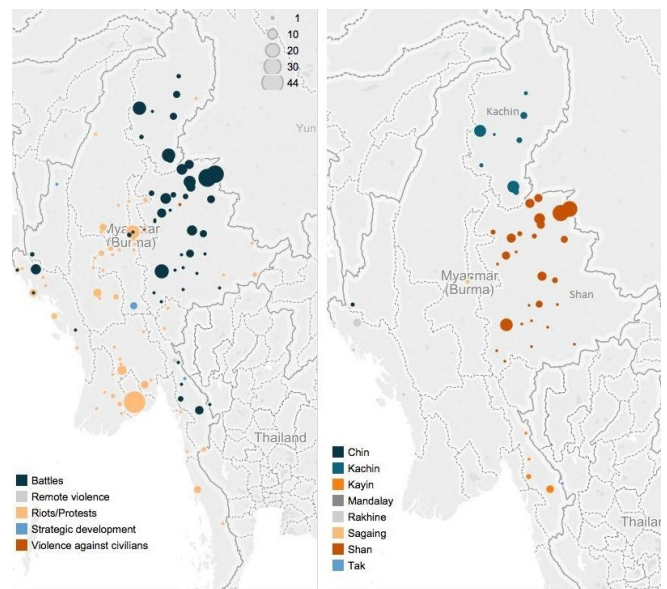 1
10
20
30
44
Yun
Myanmar
(Burma)
Thailand
Battles
Remote violence
Riots/Protests
Strategic development
Violence against civilians
Kachin
Myanmar
(Burma)
Shan
Chin
Kachin
Kayin
Mandalay
Rakhine
Sagaing
Shan
Tak
Thaila